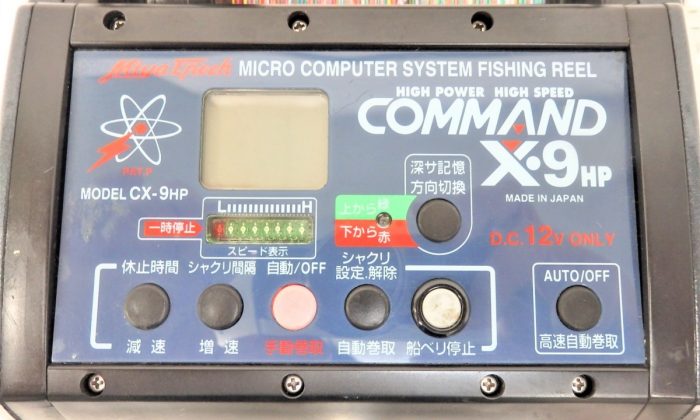 Miya Epoch MICRO COMPUTER SYSTEM FISHING REEL
HIGH POWER HIGH SPEED
COMMAND
X•9HP
MADE IN JAPAN
PAT.P
MODEL CX-9HP
L H
一時停止
スピード表示
深サ記憶
方向切換
上から緑
下から赤
D.C.12V ONLY
休止時間 シャクリ間隔 自動/OFF シャクリ設定.解除
減速 増速 手動巻取 自動巻取 船ベリ停止
AUTO/OFF
高速自動巻取